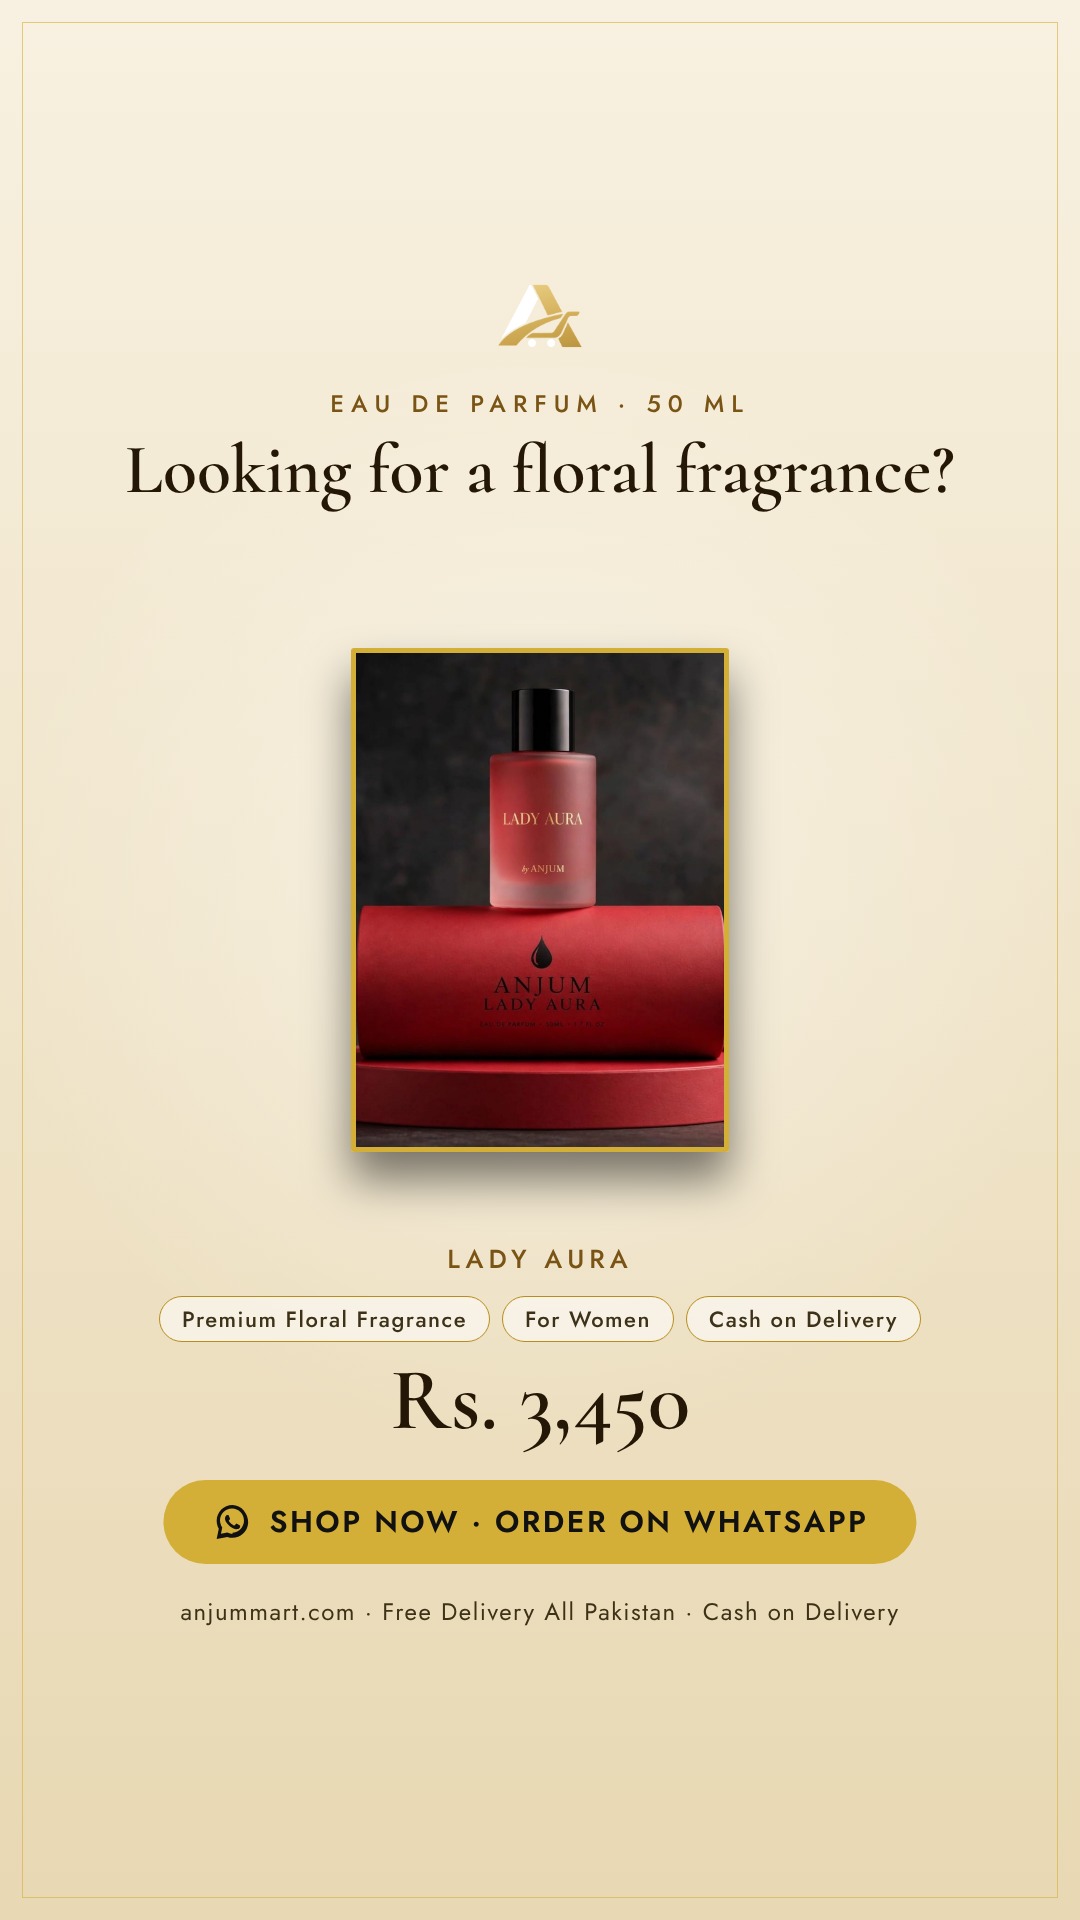 EAU DE PARFUM · 50 ML
Looking for a floral fragrance?
LADY AURA
by ANJUM
ANJUM
LADY AURA
LADY AURA
Premium Floral Fragrance
For Women
Cash on Delivery
Rs. 3,450
SHOP NOW · ORDER ON WHATSAPP
anjummart.com · Free Delivery All Pakistan · Cash on Delivery